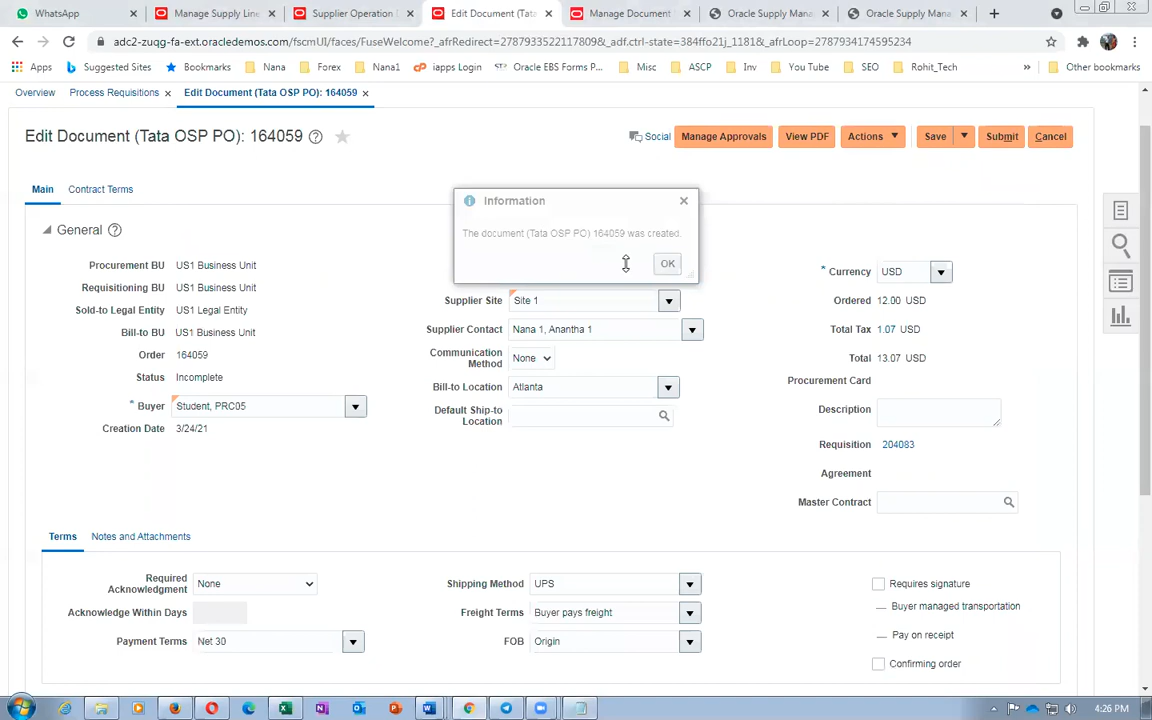 WhatsApp
Manage Supply Line
Supplier Operation D
Edit Document (Tata
Manage Document
Oracle Supply Mana
Oracle Supply Mana
adc2-zuqg-fa-ext.oracledemos.com/fscmUI/faces/FuseWelcome?_afrRedirect=27879335221178098&_adf.ctrl-state=384ffo21j_1181&_afrLoop=2787934174595234
Apps
Suggested Sites
Bookmarks
Nana
Forex
Nana1
iapps Login
Oracle EBS Forms P...
Misc
ASCP
Inv
You Tube
SEO
Rohit_Tech
»
Other bookmarks
Overview
Process Requisitions
Edit Document (Tata OSP PO): 164059
Edit Document (Tata OSP PO): 164059
Social
Manage Approvals
View PDF
Actions
Save
Submit
Cancel
Main
Contract Terms
Information
The document (Tata OSP PO) 164059 was created.
OK
General
Procurement BU US1 Business Unit
Requisitioning BU US1 Business Unit
Sold-to Legal Entity US1 Legal Entity
Bill-to BU US1 Business Unit
Order 164059
Status Incomplete
* Buyer Student, PRC05
Creation Date 3/24/21
Supplier Site Site 1
Supplier Contact Nana 1, Anantha 1
Communication
Method None
Bill-to Location Atlanta
Default Ship-to
Location
* Currency USD
Ordered 12.00 USD
Total Tax 1.07 USD
Total 13.07 USD
Procurement Card
Description
Requisition 204083
Agreement
Master Contract
Terms
Notes and Attachments
Required
Acknowledgment None
Acknowledge Within Days
Payment Terms Net 30
Shipping Method UPS
Freight Terms Buyer pays freight
FOB Origin
Requires signature
Buyer managed transportation
Pay on receipt
Confirming order
4:26 PM